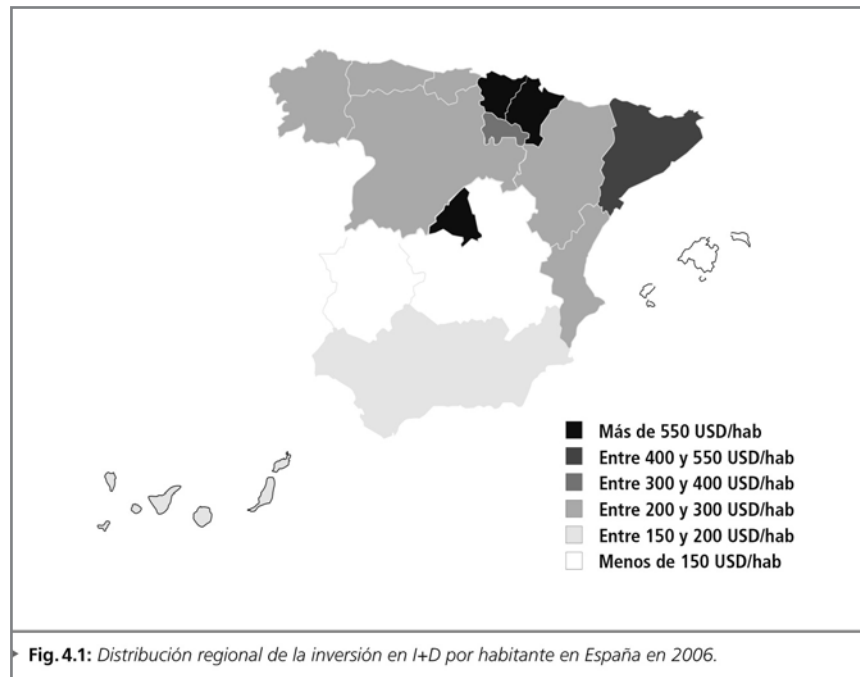 Más de 550 USD/hab
Entre 400 y 550 USD/hab
Entre 300 y 400 USD/hab
Entre 200 y 300 USD/hab
Entre 150 y 200 USD/hab
Menos de 150 USD/hab
Fig. 4.1: Distribución regional de la inversión en I+D por habitante en España en 2006.